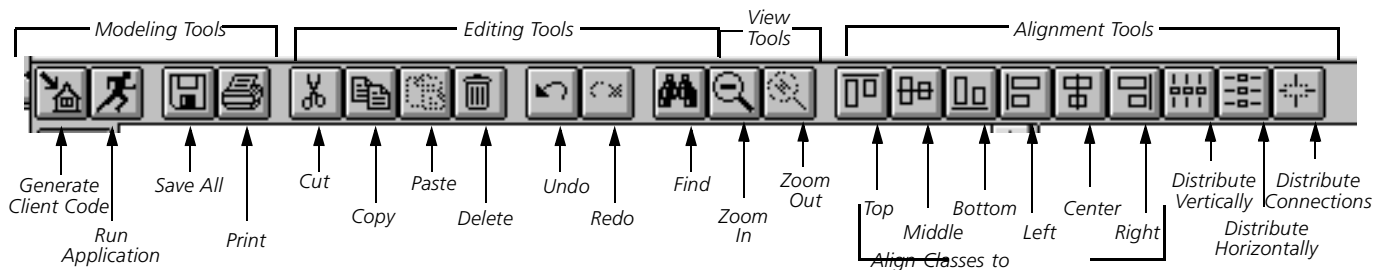 Modeling Tools
Editing Tools
View
Tools
Alignment Tools
Generate
Client Code
Run
Application
Save All
Print
Cut
Copy
Paste
Delete
Undo
Redo
Find
Zoom
In
Zoom
Out
Top
Middle
Bottom
Left
Center
Right
Align Classes to
Distribute
Vertically
Distribute
Horizontally
Distribute
Connections